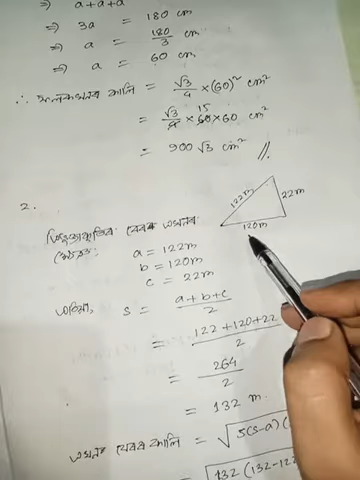 ⇒ a+a+a
⇒ 3a = 180 cm
⇒ a = 180/3 cm
⇒ a = 60 cm
∴ কালি = √3/4 × (60)² cm²
= √3/4 × 60 × 60 cm²
15
= 900 √3 cm² //
2.
122m
22m
120m
a = 122m
b = 120m
c = 22m
s = a+b+c/2
= 122+120+22/2
= 264/2
= 132 m.
কালি = √s(s-a)(
= √132(132-122